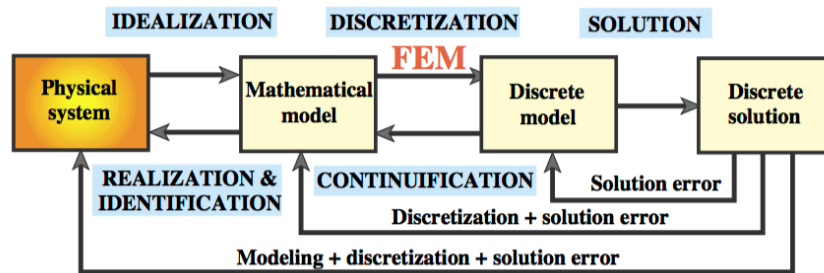 IDEALIZATION
DISCRETIZATION
SOLUTION
FEM
Physical
system
Mathematical
model
Discrete
model
Discrete
solution
REALIZATION &
IDENTIFICATION
CONTINUIFICATION
Solution error
Discretization + solution error
Modeling + discretization + solution error